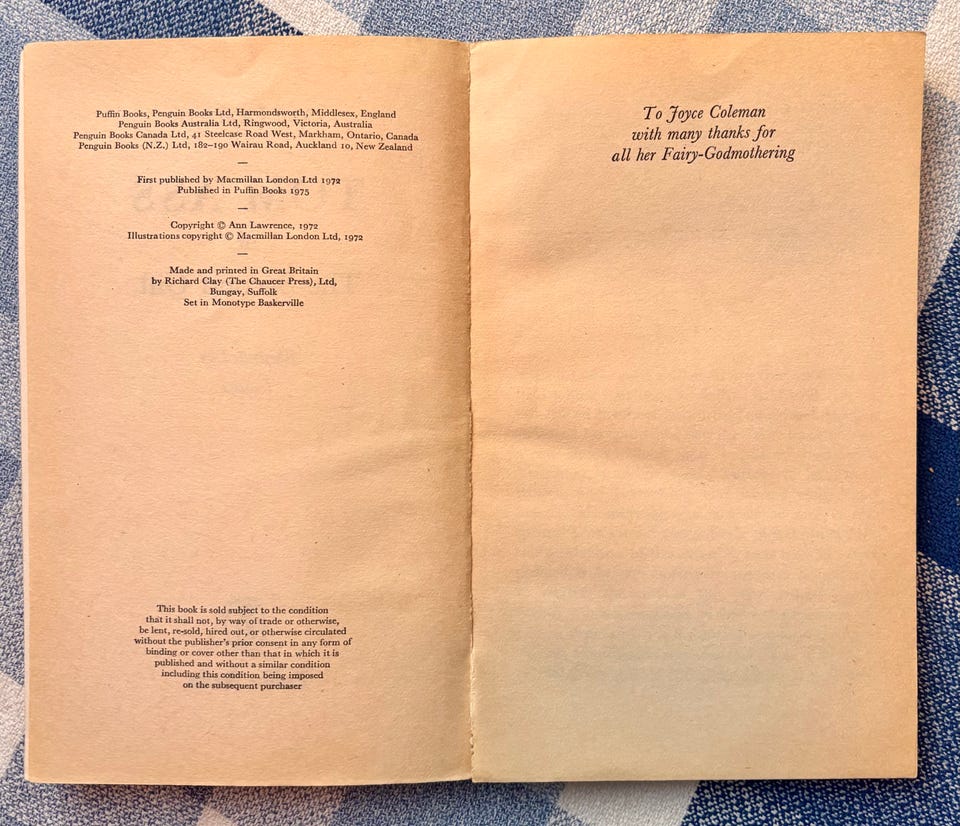 Puffin Books, Penguin Books Ltd, Harmondsworth, Middlesex, England
Penguin Books Australia Ltd, Ringwood, Victoria, Australia
Penguin Books Canada Ltd, 41 Steelcase Road West, Markham, Ontario, Canada
Penguin Books (N.Z.) Ltd, 182–190 Wairau Road, Auckland 10, New Zealand
—
First published by Macmillan London Ltd 1972
Published in Puffin Books 1975
—
Copyright © Ann Lawrence, 1972
Illustrations copyright © Macmillan London Ltd, 1972
—
Made and printed in Great Britain
by Richard Clay (The Chaucer Press), Ltd,
Bungay, Suffolk
Set in Monotype Baskerville
This book is sold subject to the condition
that it shall not, by way of trade or otherwise,
be lent, re-sold, hired out, or otherwise circulated
without the publisher's prior consent in any form of
binding or cover other than that in which it is
published and without a similar condition
including this condition being imposed
on the subsequent purchaser
To Joyce Coleman
with many thanks for
all her Fairy-Godmothering